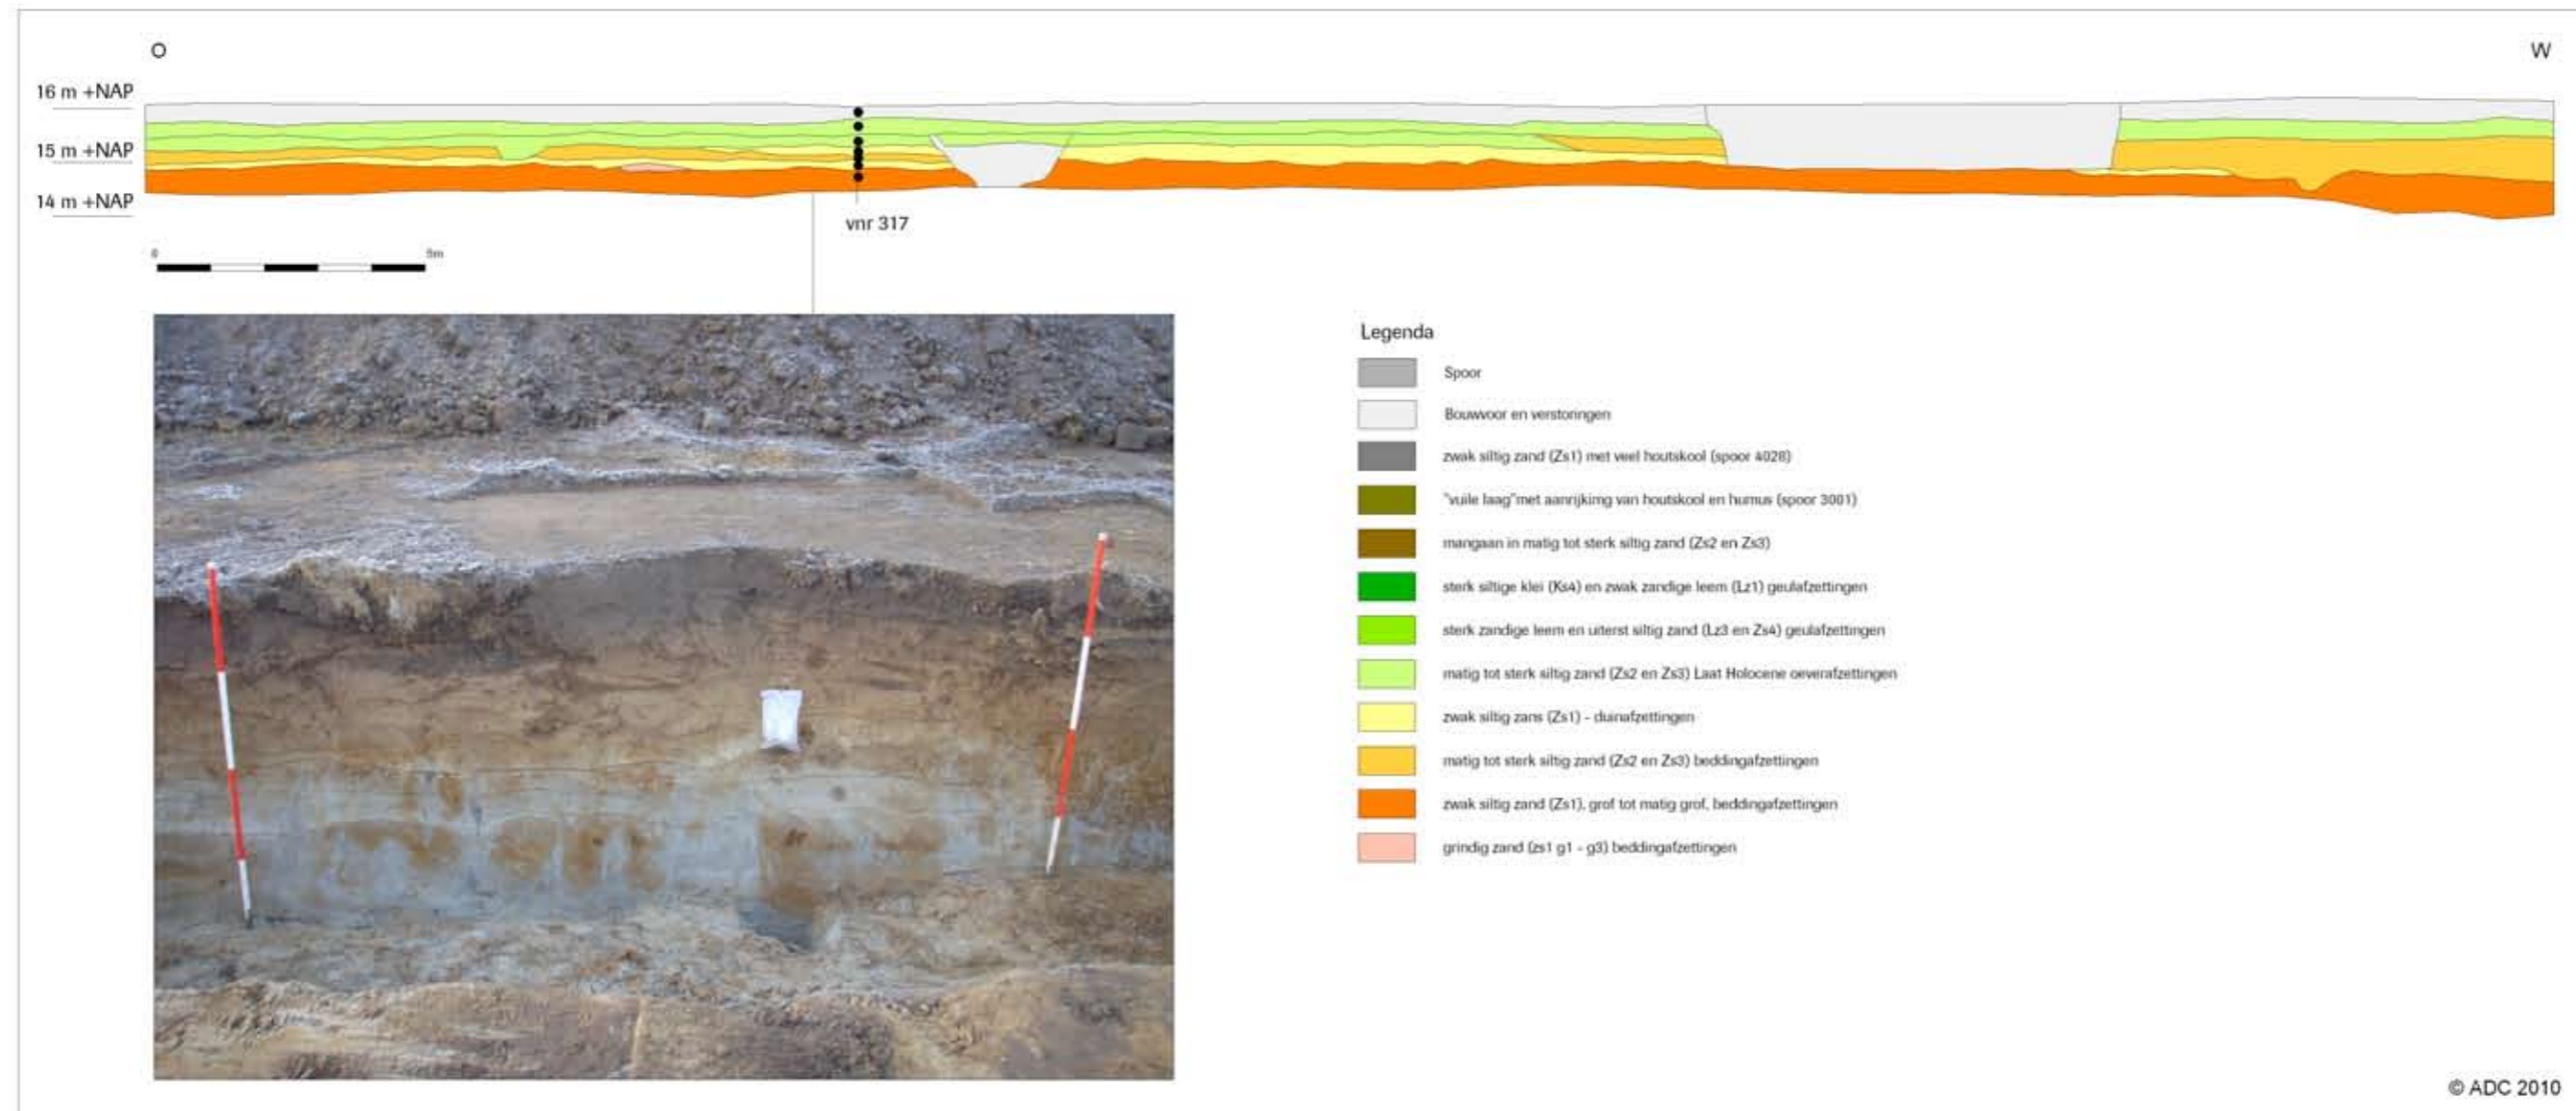 O
W
16 m +NAP
15 m +NAP
14 m +NAP
vnr 317
0 5m
Legenda
Spoor
Bouwvoor en verstoringen
zwak siltig zand (Zs1) met veel houtskool (spoor 4028)
"vuile laag"met aanrijking van houtskool en humus (spoor 3001)
mangaan in matig tot sterk siltig zand (Zs2 en Zs3)
sterk siltige klei (Ks4) en zwak zandige leem (Lz1) geulafzettingen
sterk zandige leem en uiterst siltig zand (Lz3 en Zs4) geulafzettingen
matig tot sterk siltig zand (Zs2 en Zs3) Laat Holocene oeverafzettingen
zwak siltig zans (Zs1) - duinafzettingen
matig tot sterk siltig zand (Zs2 en Zs3) beddingafzettingen
zwak siltig zand (Zs1), grof tot matig grof, beddingafzettingen
grindig zand (zs1 g1 - g3) beddingafzettingen
© ADC 2010